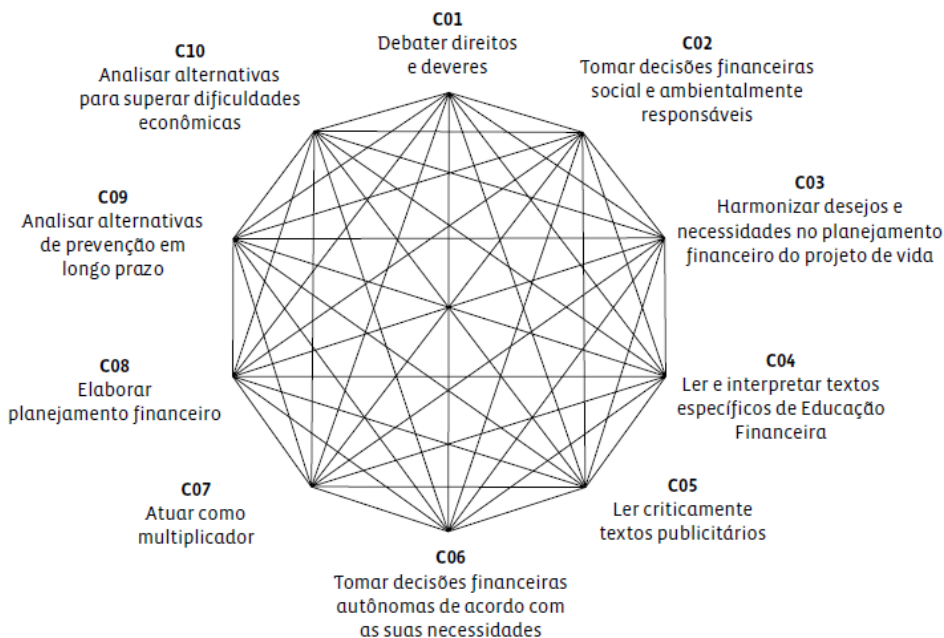 C01
Debater direitos
e deveres
C02
Tomar decisões financeiras
social e ambientalmente
responsáveis
C03
Harmonizar desejos e
necessidades no planejamento
financeiro do projeto de vida
C04
Ler e interpretar textos
específicos de Educação
Financeira
C05
Ler criticamente
textos publicitários
C06
Tomar decisões financeiras
autônomas de acordo com
as suas necessidades
C07
Atuar como
multiplicador
C08
Elaborar
planejamento financeiro
C09
Analisar alternativas
de prevenção em
longo prazo
C10
Analisar alternativas
para superar dificuldades
econômicas